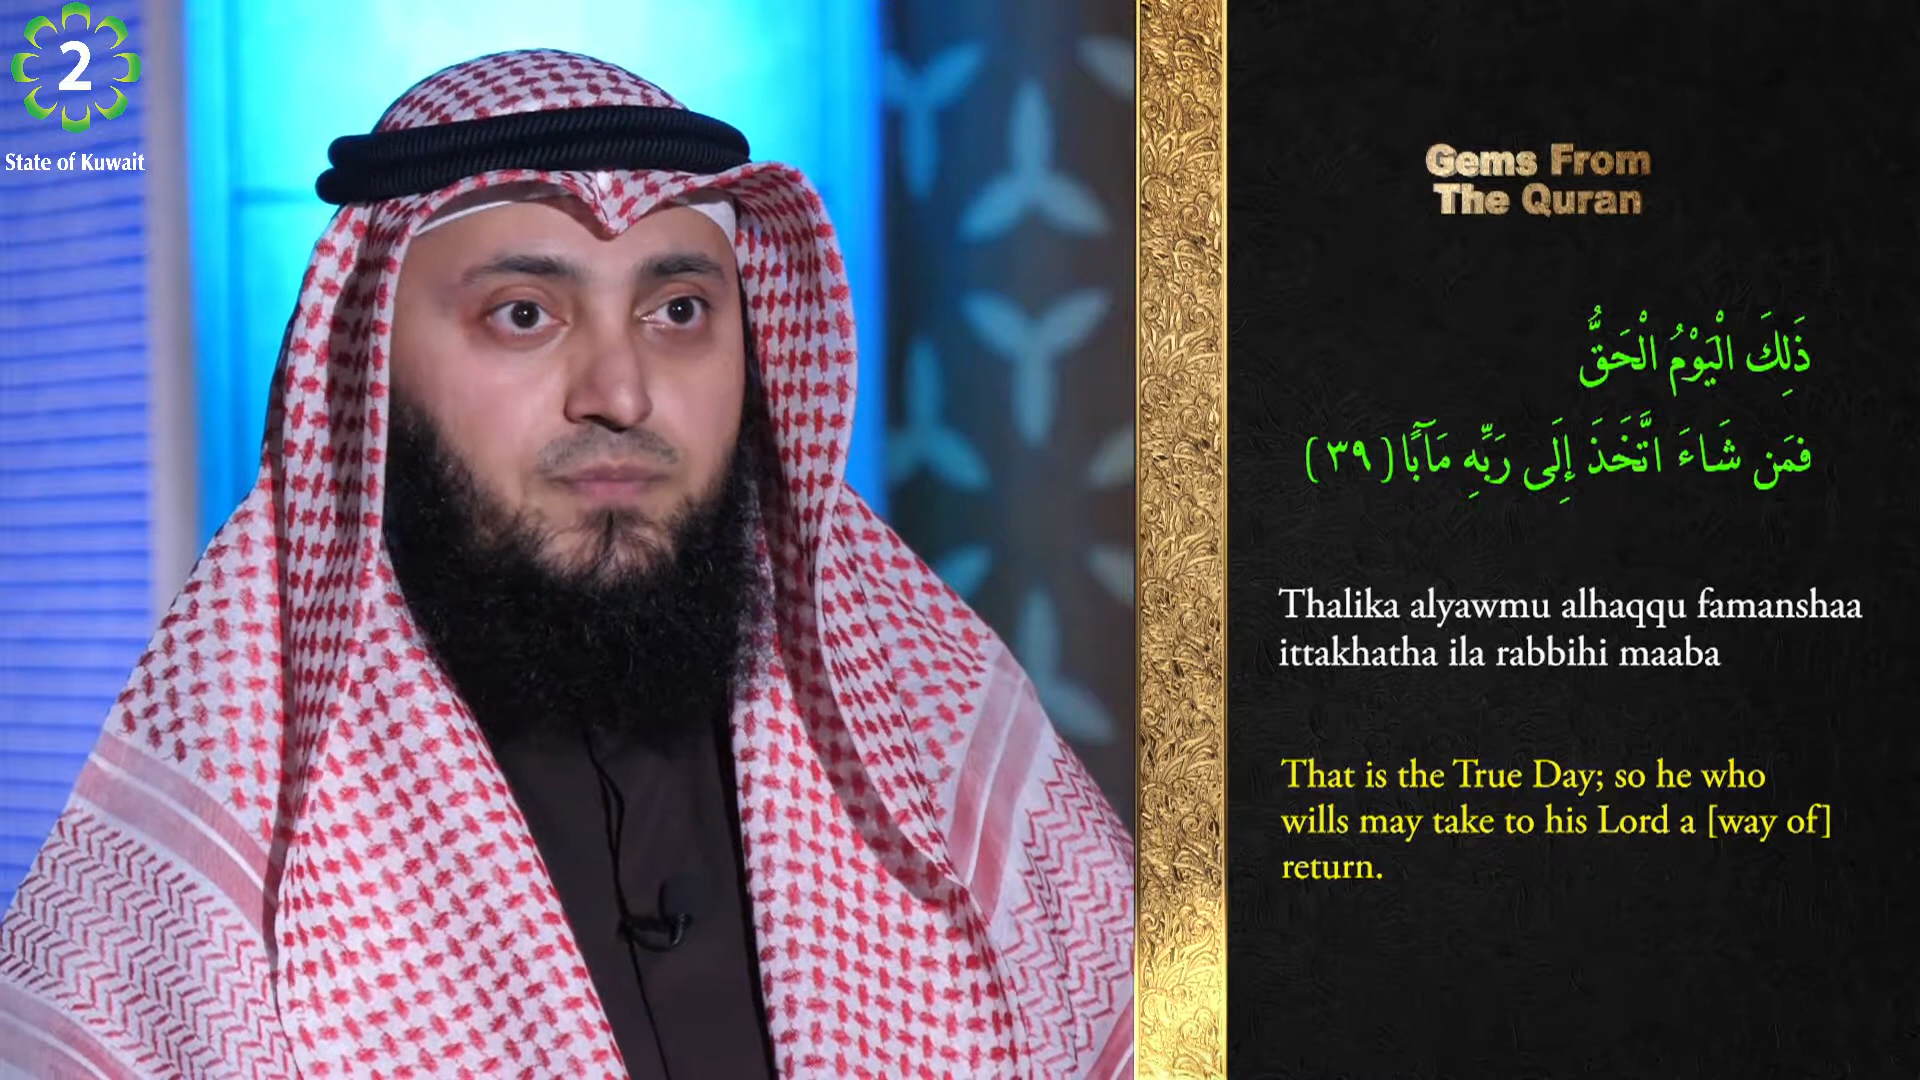 2
State of Kuwait
Gems From
The Quran
ذَلِكَ الْيَوْمُ الْحَقُّ
فَمَن شَاءَ اتَّخَذَ إِلَى رَبِّهِ مَآبًا (٣٩)
Thalika alyawmu alhaqqu famanshaa
ittakhatha ila rabbihi maaba
That is the True Day; so he who
wills may take to his Lord a [way of]
return.